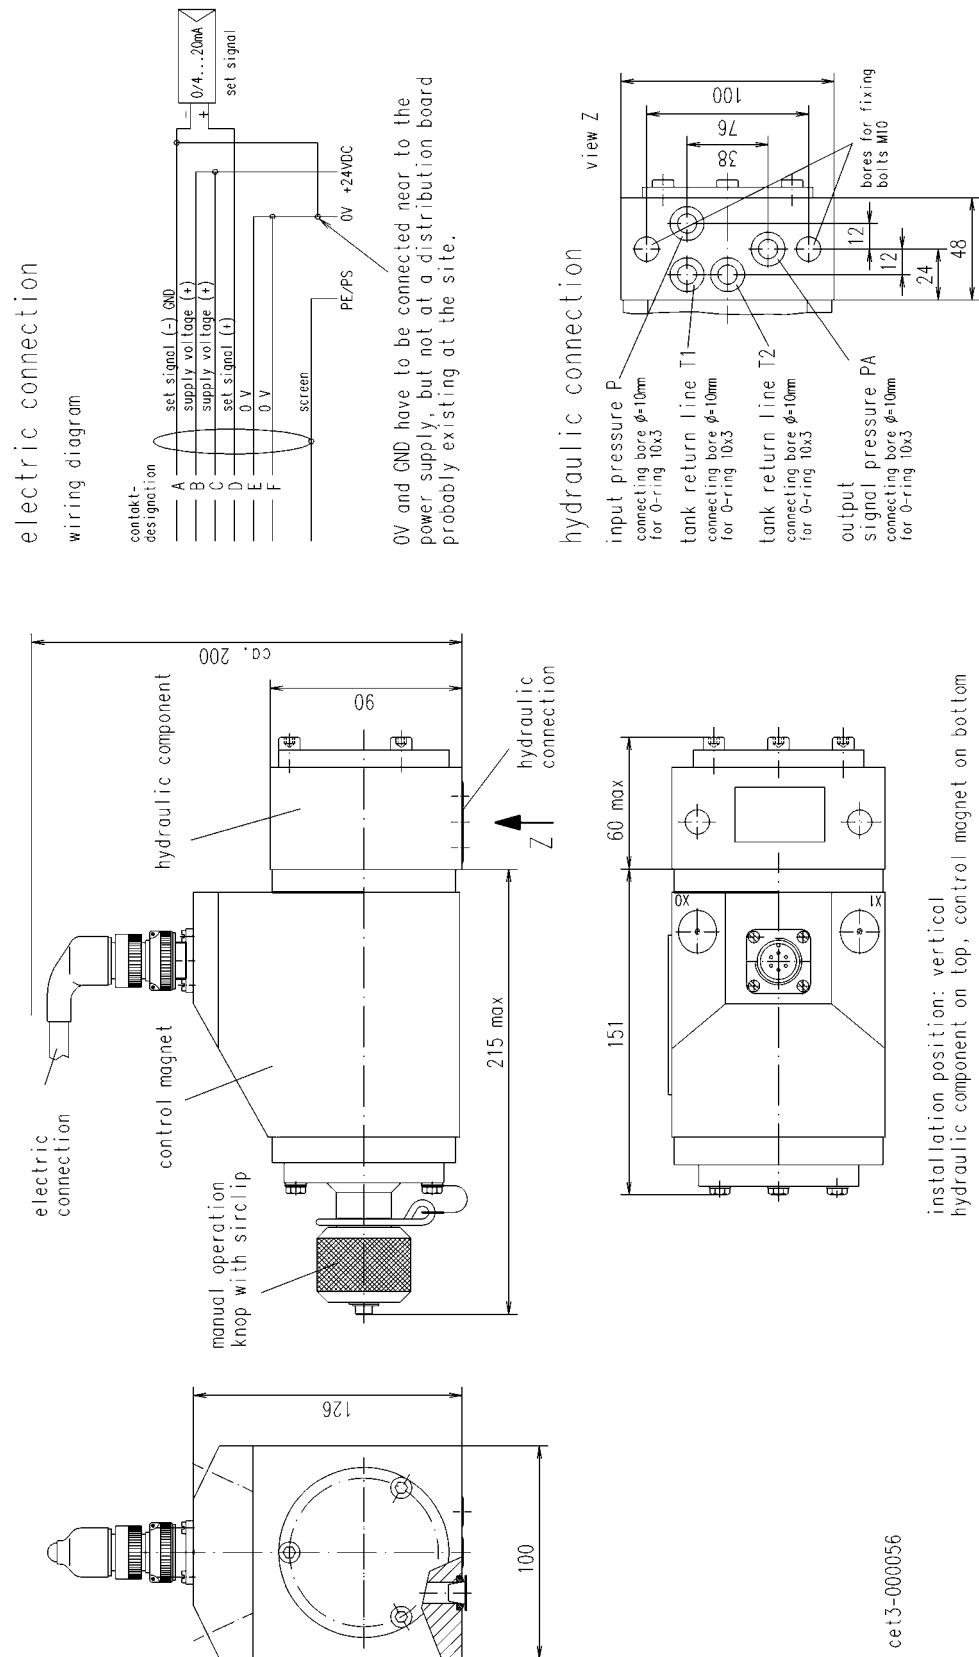 electric connection
wiring diagram
contakt-
designation
A
B
C
D
E
F
set signal (-) GND
supply voltage (+)
supply voltage (+)
set signal (+)
0 V
0 V
screen
PE/PS
0V
+24VDC
-
+
0/4...20mA
set signal
0V and GND have to be connected near to the
power supply, but not at a distribution board
probably existing at the site.
hydraulic connection
view Z
input pressure P
connecting bore ø=10mm
for O-ring 10x3
tank return line T1
connecting bore ø=10mm
for O-ring 10x3
tank return line T2
connecting bore ø=10mm
for O-ring 10x3
output
signal pressure PA
connecting bore ø=10mm
for O-ring 10x3
bores for fixing
bolts M10
100
76
38
12
12
24
48
electric
connection
control magnet
hydraulic component
manual operation
knop with sirclip
hydraulic
connection
Z
ca. 200
90
215 max
126
100
151
60 max
X0
X1
installation position: vertical
hydraulic component on top, control magnet on bottom
cet3-000056